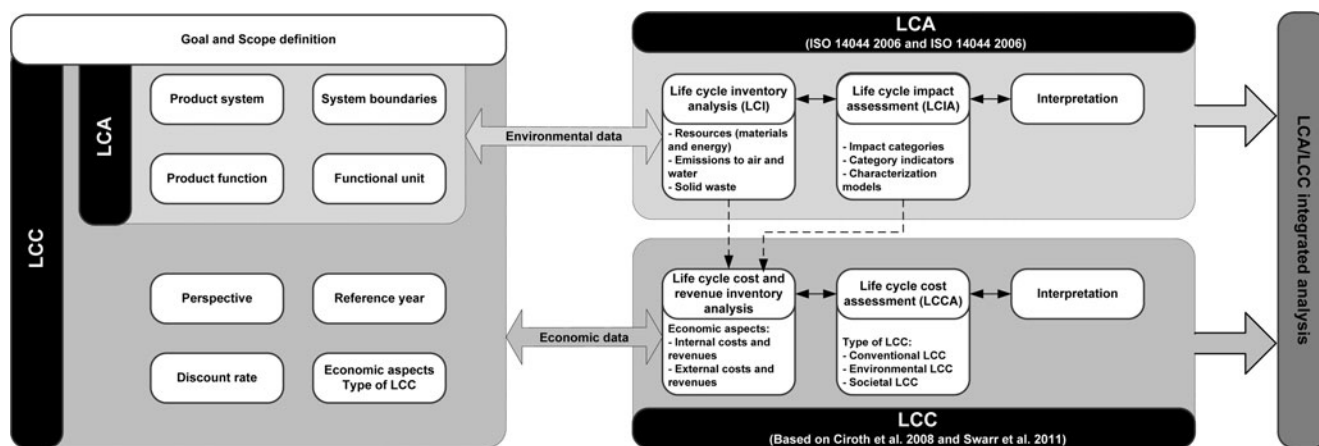 Goal and Scope definition
LCC
LCA
Product system
System boundaries
Product function
Functional unit
Perspective
Reference year
Discount rate
Economic aspects
Type of LCC
Environmental data
Economic data
LCA
(ISO 14044 2006 and ISO 14044 2006)
Life cycle inventory
analysis (LCI)
- Resources (materials
and energy)
- Emissions to air and
water
- Solid waste
Life cycle impact
assessment (LCIA)
- Impact categories
- Category indicators
- Characterization
models
Interpretation
Life cycle cost and
revenue inventory
analysis
Economic aspects:
- Internal costs and
revenues
- External costs and
revenues
Life cycle cost
assessment (LCCA)
Type of LCC:
- Conventional LCC
- Environmental LCC
- Societal LCC
Interpretation
LCC
(Based on Ciroth et al. 2008 and Swarr et al. 2011)
LCA/LCC integrated analysis